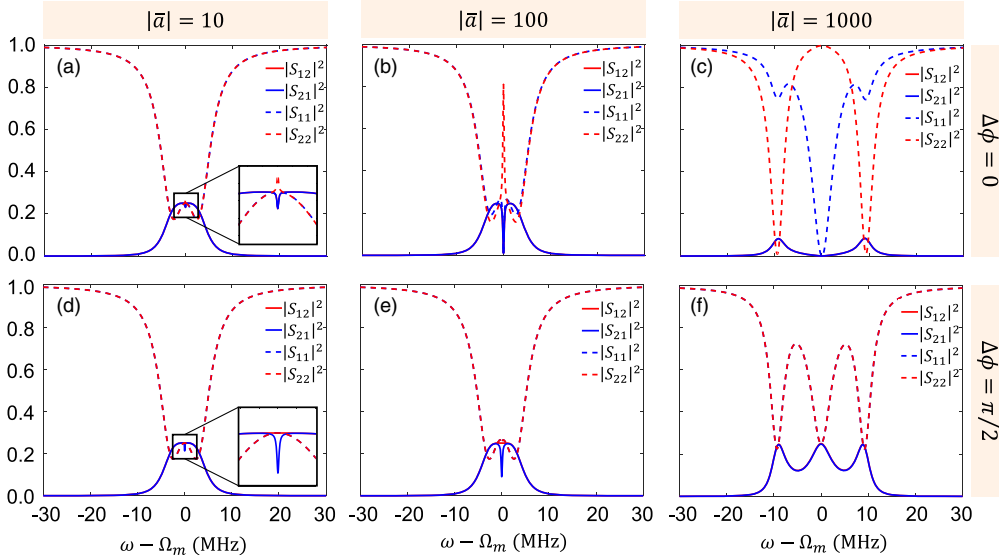 |ā| = 10
|ā| = 100
|ā| = 1000
(a)
|S₁₂|²
|S₂₁|²
|S₁₁|²
|S₂₂|²
1.0
0.8
0.6
0.4
0.2
0.0
(b)
|S₁₂|²
|S₂₁|²
|S₁₁|²
|S₂₂|²
(c)
|S₁₂|²
|S₂₁|²
|S₁₁|²
|S₂₂|²
Δϕ = 0
(d)
|S₁₂|²
|S₂₁|²
|S₁₁|²
|S₂₂|²
1.0
0.8
0.6
0.4
0.2
0.0
(e)
|S₁₂|²
|S₂₁|²
|S₁₁|²
|S₂₂|²
(f)
|S₁₂|²
|S₂₁|²
|S₁₁|²
|S₂₂|²
Δϕ = π/2
-30 -20 -10 0 10 20 30
-30 -20 -10 0 10 20 30
-30 -20 -10 0 10 20 30
ω − Ωₘ (MHz)
ω − Ωₘ (MHz)
ω − Ωₘ (MHz)